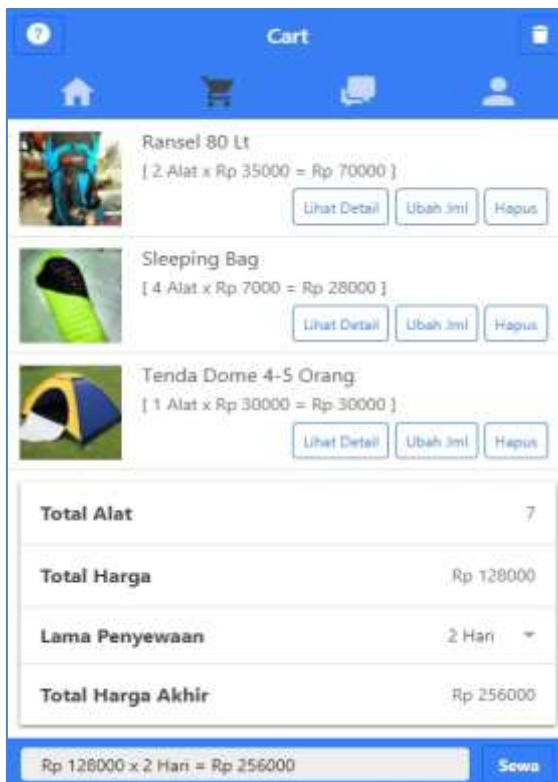 Cart
Ransel 80 Lt
[ 2 Alat x Rp 35000 = Rp 70000 ]
Lihat Detail Ubah Jml Hapus
Sleeping Bag
[ 4 Alat x Rp 7000 = Rp 28000 ]
Lihat Detail Ubah Jml Hapus
Tenda Dome 4-5 Orang
[ 1 Alat x Rp 30000 = Rp 30000 ]
Lihat Detail Ubah Jml Hapus
Total Alat 7
Total Harga Rp 128000
Lama Penyewaan 2 Hari
Total Harga Akhir Rp 256000
Rp 128000 x 2 Hari = Rp 256000 Sewa